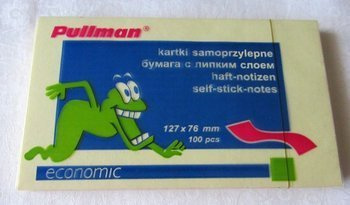 Pullman®
kartki samoprzylepne
бумага с липким слоем
haft-notizen
self-stick-notes
127 x 76 mm
100 pcs
economic